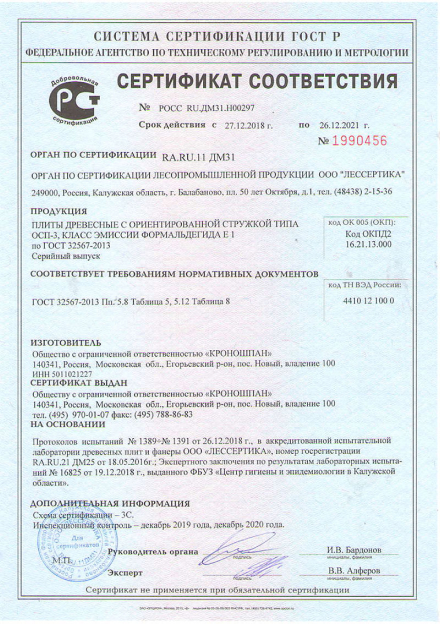 СИСТЕМА СЕРТИФИКАЦИИ ГОСТ Р
ФЕДЕРАЛЬНОЕ АГЕНТСТВО ПО ТЕХНИЧЕСКОМУ РЕГУЛИРОВАНИЮ И МЕТРОЛОГИИ
Добровольная
сертификация
СЕРТИФИКАТ СООТВЕТСТВИЯ
№ РОСС RU.ДМ31.Н00297
Срок действия с 27.12.2018 г. по 26.12.2021 г.
№ 1990456
ОРГАН ПО СЕРТИФИКАЦИИ RA.RU.11 ДМ31
ОРГАН ПО СЕРТИФИКАЦИИ ЛЕСОПРОМЫШЛЕННОЙ ПРОДУКЦИИ ООО "ЛЕССЕРТИКА"
249000, Россия, Калужская область, г. Балабаново, пл. 50 лет Октября, д.1, тел. (48438) 2-15-36
ПРОДУКЦИЯ
ПЛИТЫ ДРЕВЕСНЫЕ С ОРИЕНТИРОВАННОЙ СТРУЖКОЙ ТИПА
ОСП-3, КЛАСС ЭМИССИИ ФОРМАЛЬДЕГИДА Е 1
по ГОСТ 32567-2013
Серийный выпуск
код ОК 005 (ОКП):
Код ОКПД2
16.21.13.000
СООТВЕТСТВУЕТ ТРЕБОВАНИЯМ НОРМАТИВНЫХ ДОКУМЕНТОВ
ГОСТ 32567-2013 Пп. 5.8 Таблица 5, 5.12 Таблица 8
код ТН ВЭД России:
4410 12 100 0
ИЗГОТОВИТЕЛЬ
Общество с ограниченной ответственностью «КРОНОШПАН»
140341, Россия, Московская обл., Егорьевский р-он, пос. Новый, владение 100
ИНН 5011021227
СЕРТИФИКАТ ВЫДАН
Обществу с ограниченной ответственностью «КРОНОШПАН»
140341, Россия, Московская обл., Егорьевский р-он, пос. Новый, владение 100
тел. (495) 970-01-07 факс: (495) 788-86-83
НА ОСНОВАНИИ
Протоколов испытаний № 1389÷№ 1391 от 26.12.2018 г., в аккредитованной испытательной
лаборатории древесных плит и фанеры ООО «ЛЕССЕРТИКА», номер госрегистрации
RA.RU.21 ДМ25 от 18.05.2016г.; Экспертного заключения по результатам лабораторных испыта-
ний № 16825 от 19.12.2018 г., выданного ФБУЗ «Центр гигиены и эпидемиологии в Калужской
области».
ДОПОЛНИТЕЛЬНАЯ ИНФОРМАЦИЯ
Схема сертификации – 3С.
Инспекционный контроль – декабрь 2019 года, декабрь 2020 года.
Для
сертификатов
М.П.
Руководитель органа
подпись
И.В. Бардонов
инициалы, фамилия
Эксперт
подпись
В.В. Алферов
инициалы, фамилия
Сертификат не применяется при обязательной сертификации